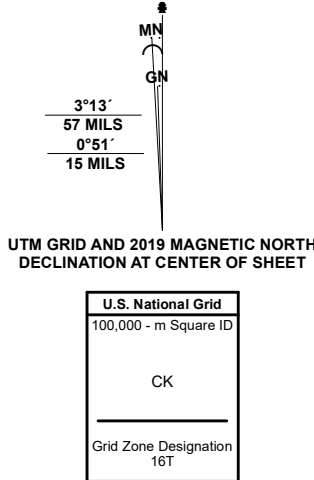 MN
GN
3°13´
57 MILS
0°51´
15 MILS
UTM GRID AND 2019 MAGNETIC NORTH
DECLINATION AT CENTER OF SHEET
U.S. National Grid
100,000 - m Square ID
CK
Grid Zone Designation
16T